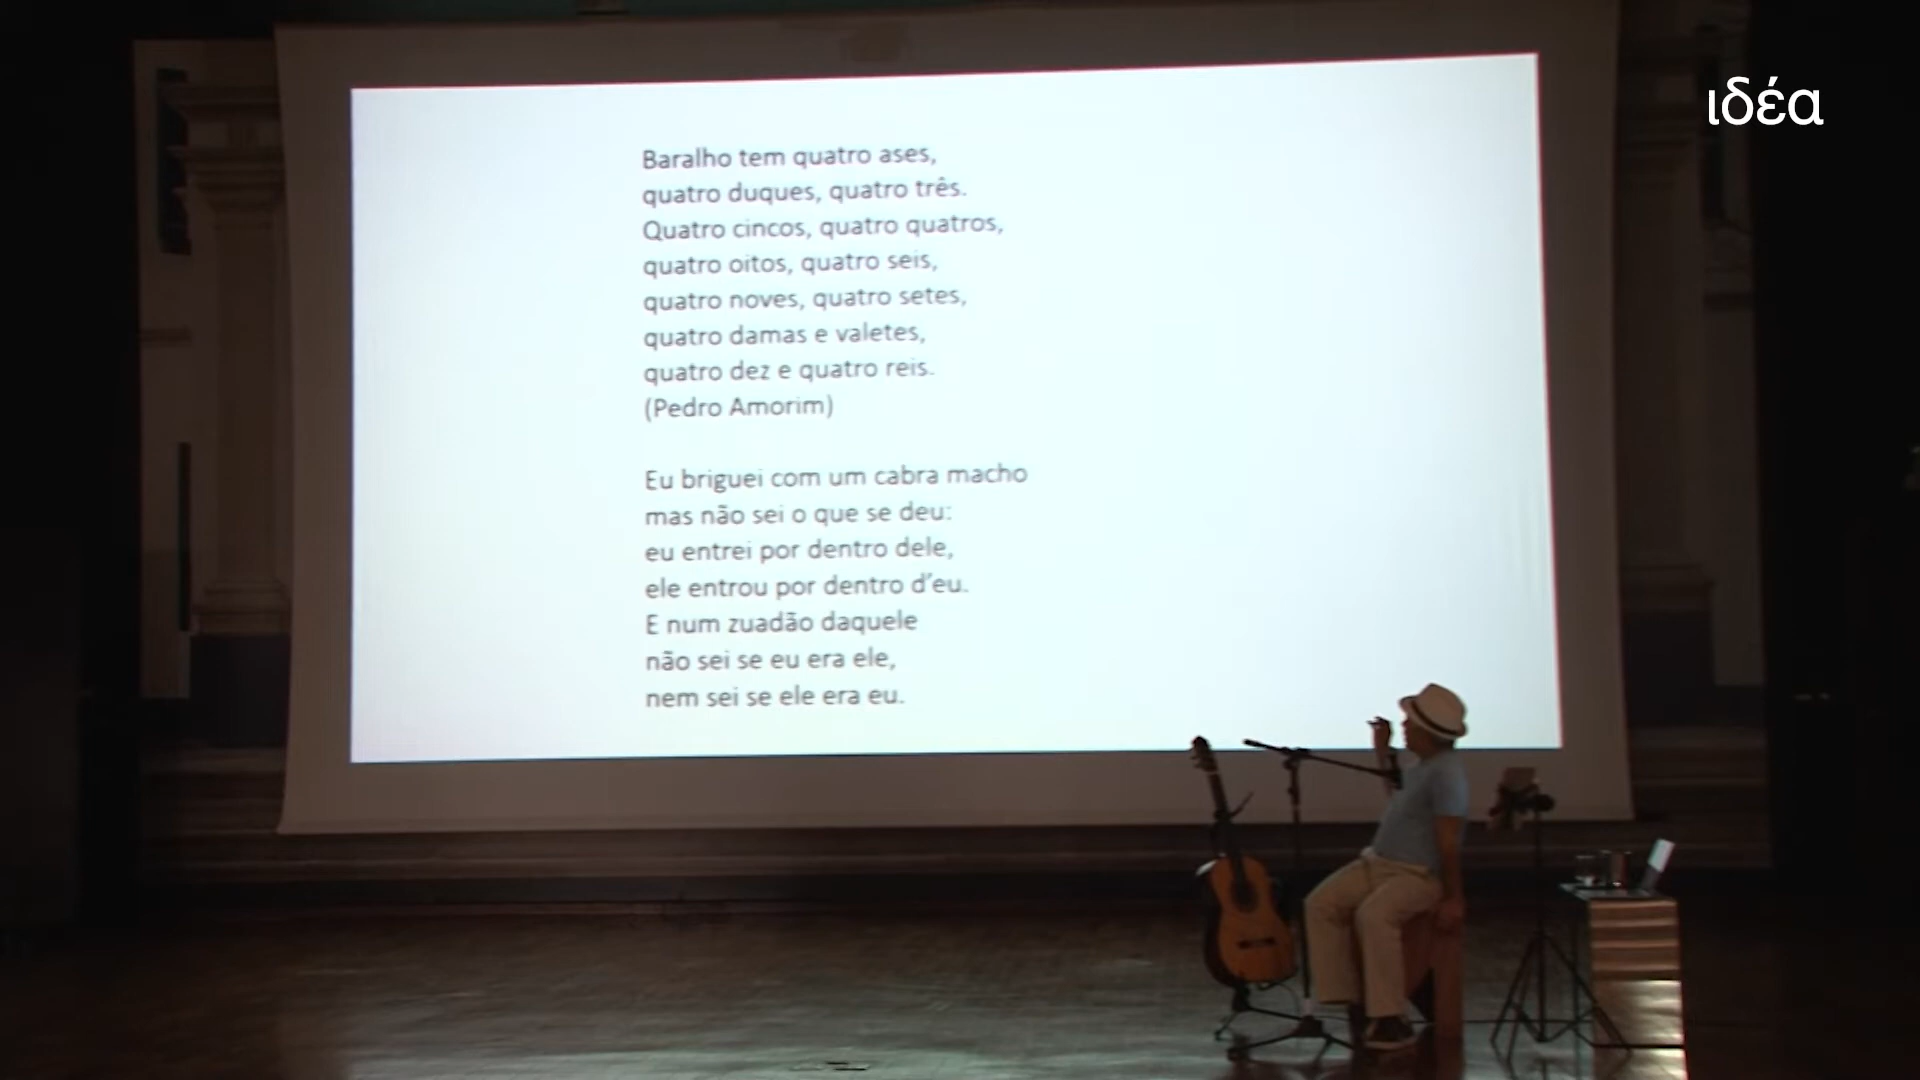 ιδέα
Baralho tem quatro ases,
quatro duques, quatro três.
Quatro cincos, quatro quatros,
quatro oitos, quatro seis,
quatro noves, quatro setes,
quatro damas e valetes,
quatro dez e quatro reis.
(Pedro Amorim)
Eu briguei com um cabra macho
mas não sei o que se deu:
eu entrei por dentro dele,
ele entrou por dentro d’eu.
E num zuadão daquele
não sei se eu era ele,
nem sei se ele era eu.